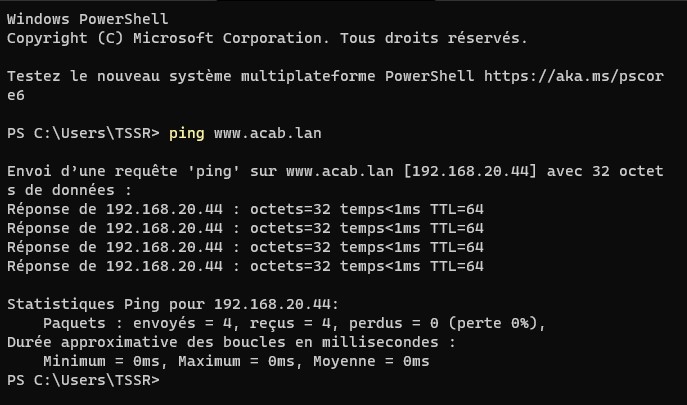 Windows PowerShell
Copyright (C) Microsoft Corporation. Tous droits réservés.
Testez le nouveau système multiplateforme PowerShell https://aka.ms/pscor
e6
PS C:\Users\TSSR> ping www.acab.lan
Envoi d’une requête 'ping' sur www.acab.lan [192.168.20.44] avec 32 octet
s de données :
Réponse de 192.168.20.44 : octets=32 temps<1ms TTL=64
Réponse de 192.168.20.44 : octets=32 temps<1ms TTL=64
Réponse de 192.168.20.44 : octets=32 temps<1ms TTL=64
Réponse de 192.168.20.44 : octets=32 temps<1ms TTL=64
Statistiques Ping pour 192.168.20.44:
    Paquets : envoyés = 4, reçus = 4, perdus = 0 (perte 0%),
Durée approximative des boucles en millisecondes :
    Minimum = 0ms, Maximum = 0ms, Moyenne = 0ms
PS C:\Users\TSSR>